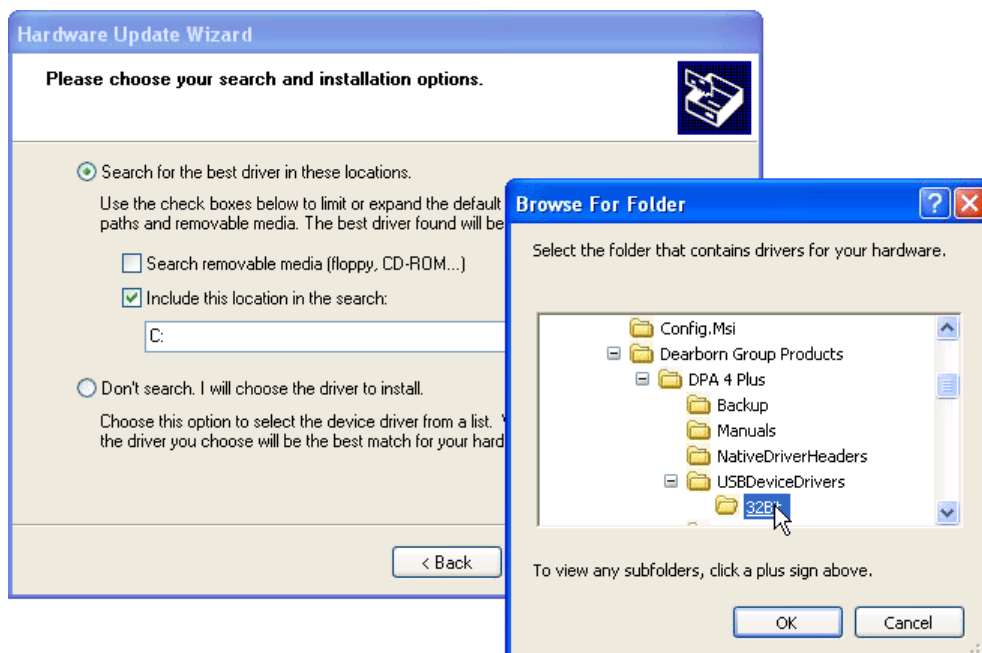 Hardware Update Wizard
Please choose your search and installation options.
Search for the best driver in these locations.
Use the check boxes below to limit or expand the default
paths and removable media. The best driver found will be
Search removable media (floppy, CD-ROM...)
Include this location in the search:
C:
Don't search. I will choose the driver to install.
Choose this option to select the device driver from a list.
the driver you choose will be the best match for your hard
< Back
Browse For Folder
Select the folder that contains drivers for your hardware.
Config.Msi
Dearborn Group Products
DPA 4 Plus
Backup
Manuals
NativeDriverHeaders
USBDeviceDrivers
32Bit
To view any subfolders, click a plus sign above.
OK
Cancel